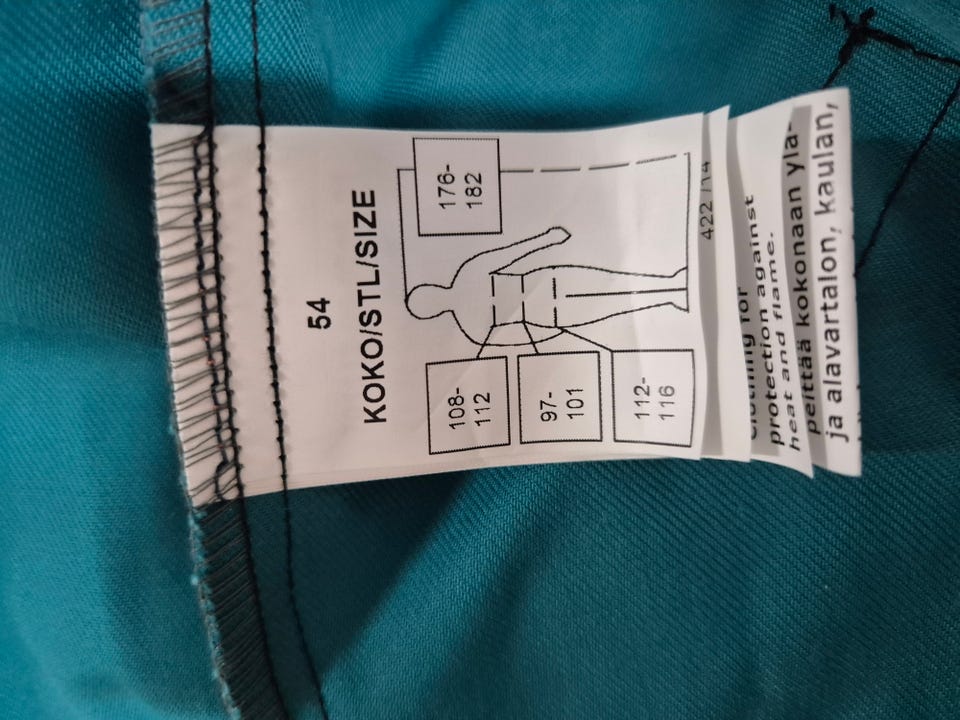 54
KOKO/STL/SIZE
176-
182
108-
112
97-
101
112-
116
422 /14
for
protection against
heat and flame.
peittää kokonaan ylä-
ja alavartalon, kaulan,